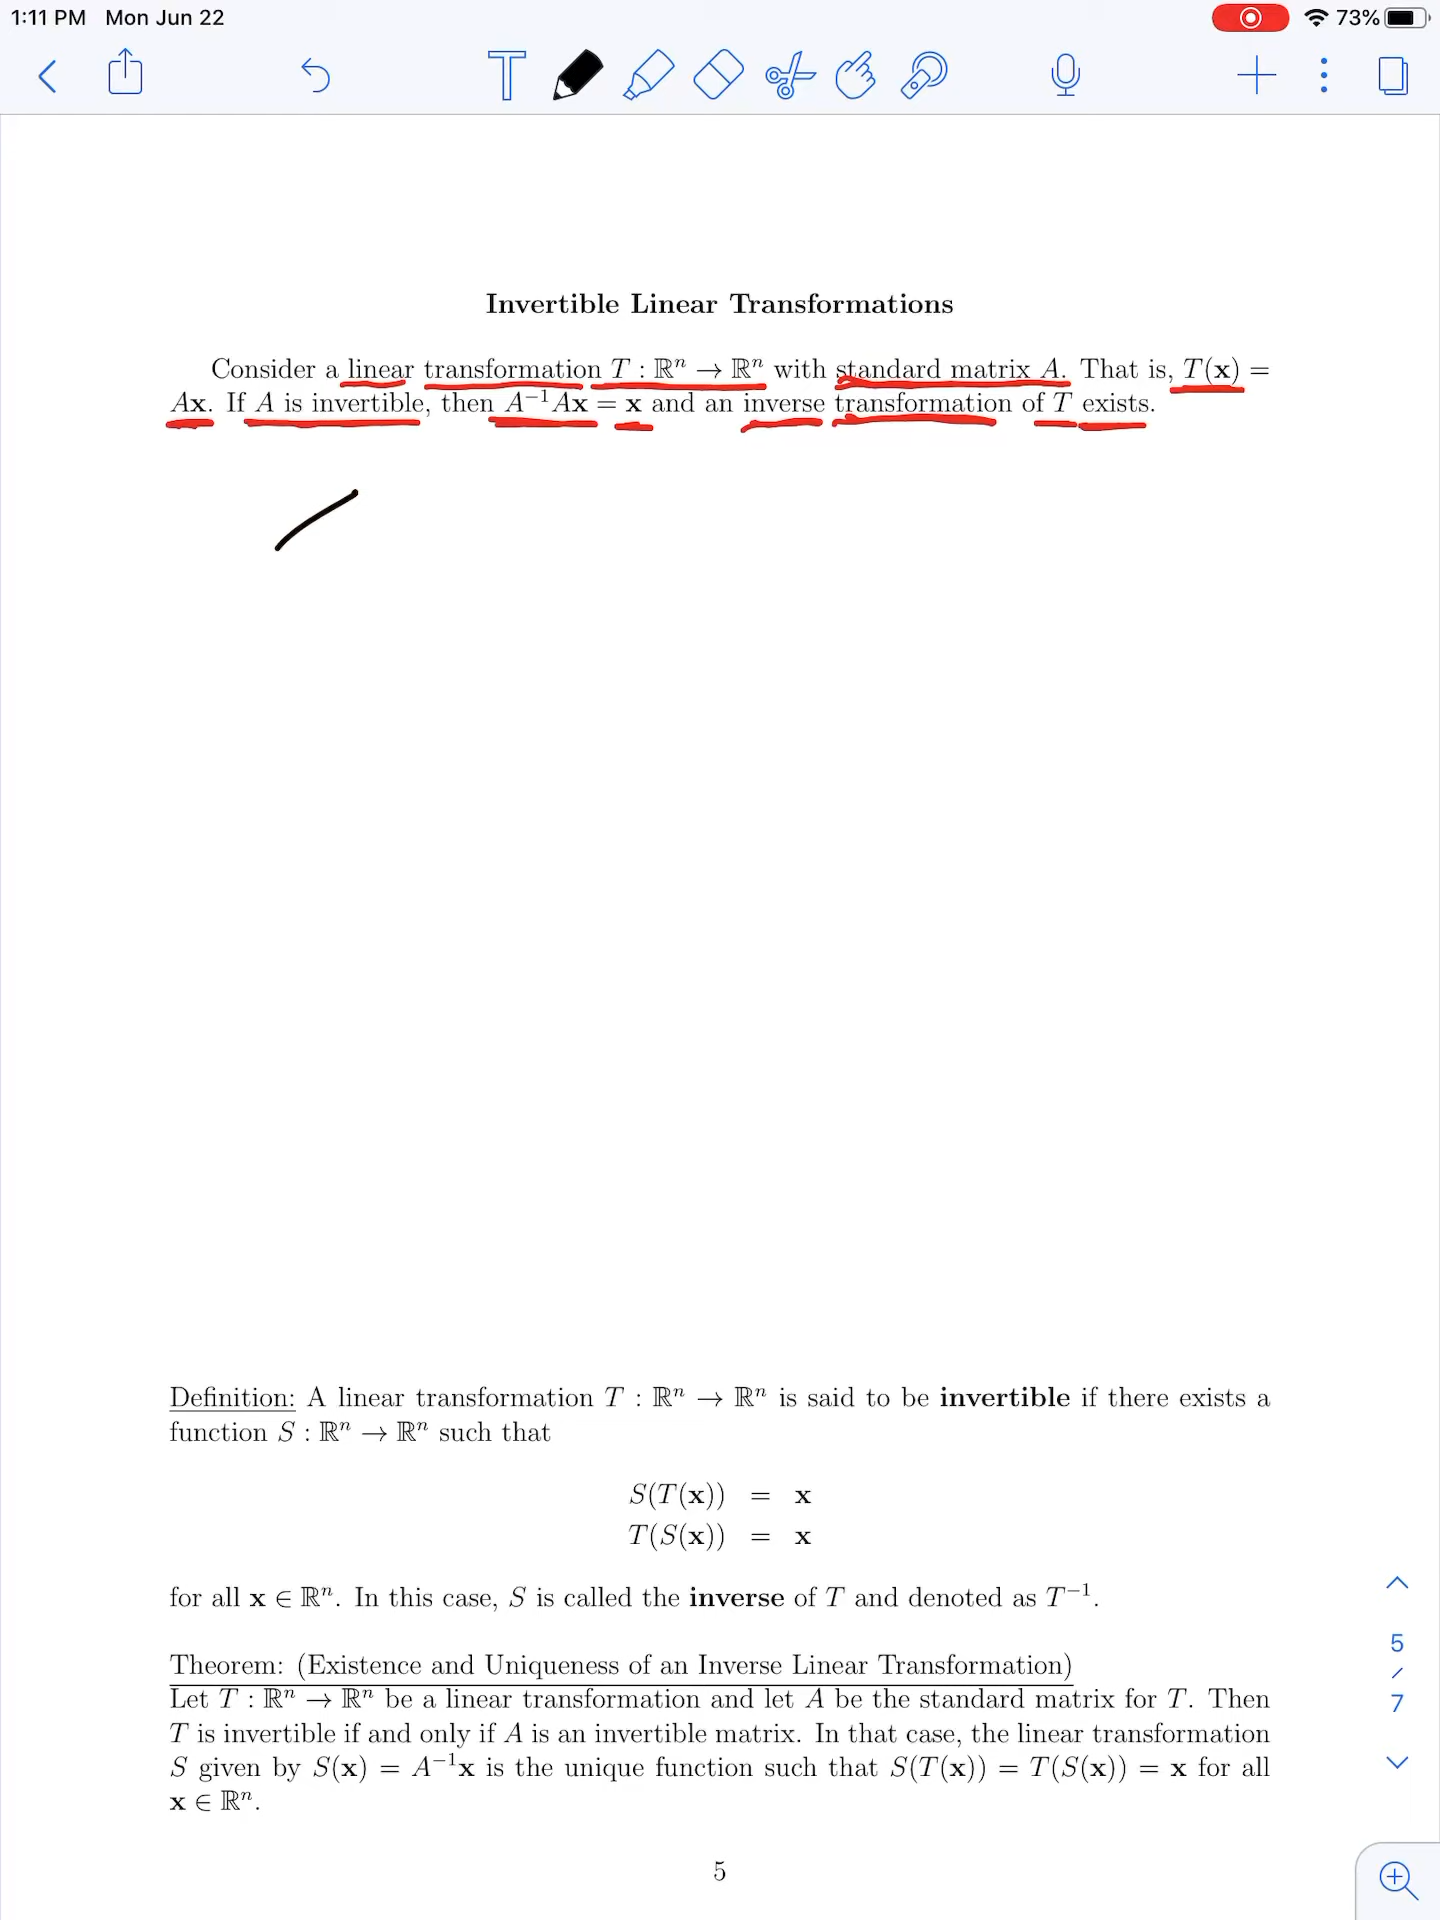 1:11 PM Mon Jun 22
73%
Invertible Linear Transformations
Consider a linear transformation T : ℝⁿ → ℝⁿ with standard matrix A. That is, T(x) =
Ax. If A is invertible, then A⁻¹Ax = x and an inverse transformation of T exists.
Definition: A linear transformation T : ℝⁿ → ℝⁿ is said to be invertible if there exists a
function S : ℝⁿ → ℝⁿ such that
S(T(x)) = x
T(S(x)) = x
for all x ∈ ℝⁿ. In this case, S is called the inverse of T and denoted as T⁻¹.
Theorem: (Existence and Uniqueness of an Inverse Linear Transformation)
Let T : ℝⁿ → ℝⁿ be a linear transformation and let A be the standard matrix for T. Then
T is invertible if and only if A is an invertible matrix. In that case, the linear transformation
S given by S(x) = A⁻¹x is the unique function such that S(T(x)) = T(S(x)) = x for all
x ∈ ℝⁿ.
5
/
7
5